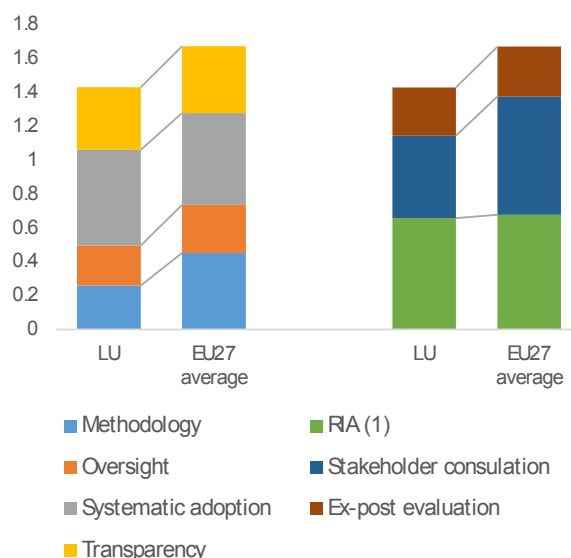 1.8
1.6
1.4
1.2
1
0.8
0.6
0.4
0.2
0
LU
EU27
average
LU
EU27
average
Methodology
RIA (1)
Oversight
Stakeholder consulation
Systematic adoption
Ex-post evaluation
Transparency